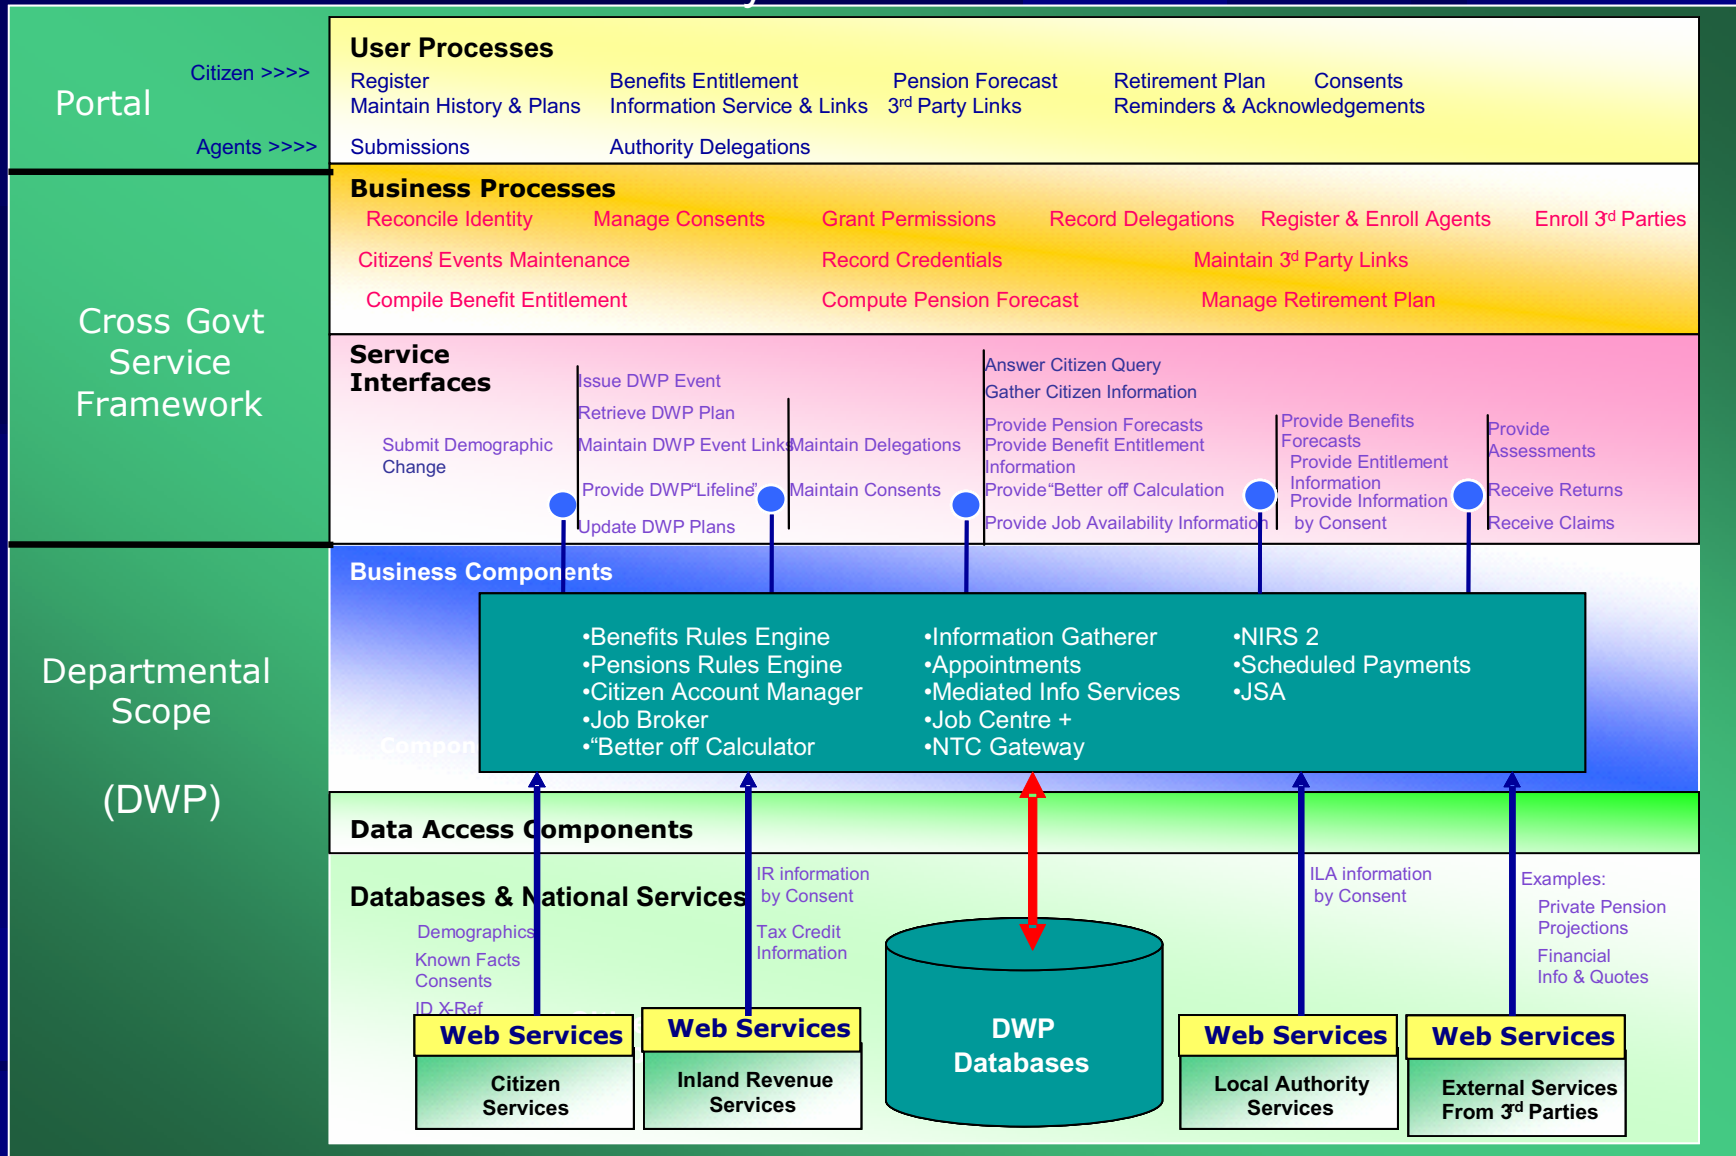 Portal
Citizen >>>>
Agents >>>>
User Processes
Register
Benefits Entitlement
Pension Forecast
Retirement Plan
Consents
Maintain History & Plans
Information Service & Links
3rd Party Links
Reminders & Acknowledgements
Submissions
Authority Delegations
Cross Govt
Service
Framework
Business Processes
Reconcile Identity
Manage Consents
Grant Permissions
Record Delegations
Register & Enroll Agents
Enroll 3rd Parties
Citizens' Events Maintenance
Record Credentials
Maintain 3rd Party Links
Compile Benefit Entitlement
Compute Pension Forecast
Manage Retirement Plan
Service
Interfaces
Submit Demographic
Change
Issue DWP Event
Retrieve DWP Plan
Maintain DWP Event Links
Provide DWP“Lifeline”
Update DWP Plans
Maintain Delegations
Maintain Consents
Answer Citizen Query
Gather Citizen Information
Provide Pension Forecasts
Provide Benefit Entitlement
Information
Provide“Better off” Calculation
Provide Job Availability Information
Provide Benefits
Forecasts
Provide Entitlement
Information
Provide Information
by Consent
Provide
Assessments
Receive Returns
Receive Claims
Departmental
Scope
(DWP)
Business Components
•Benefits Rules Engine
•Pensions Rules Engine
•Citizen Account Manager
•Job Broker
•“Better off” Calculator
•Information Gatherer
•Appointments
•Mediated Info Services
•Job Centre +
•NTC Gateway
•NIRS 2
•Scheduled Payments
•JSA
Compon
Data Access Components
Databases & National Services
Demographics
Known Facts
Consents
ID X-Ref
IR information
by Consent
Tax Credit
Information
ILA information
by Consent
Examples:
Private Pension
Projections
Financial
Info & Quotes
Web Services
Citizen
Services
Web Services
Inland Revenue
Services
DWP
Databases
Web Services
Local Authority
Services
Web Services
External Services
From 3rd Parties